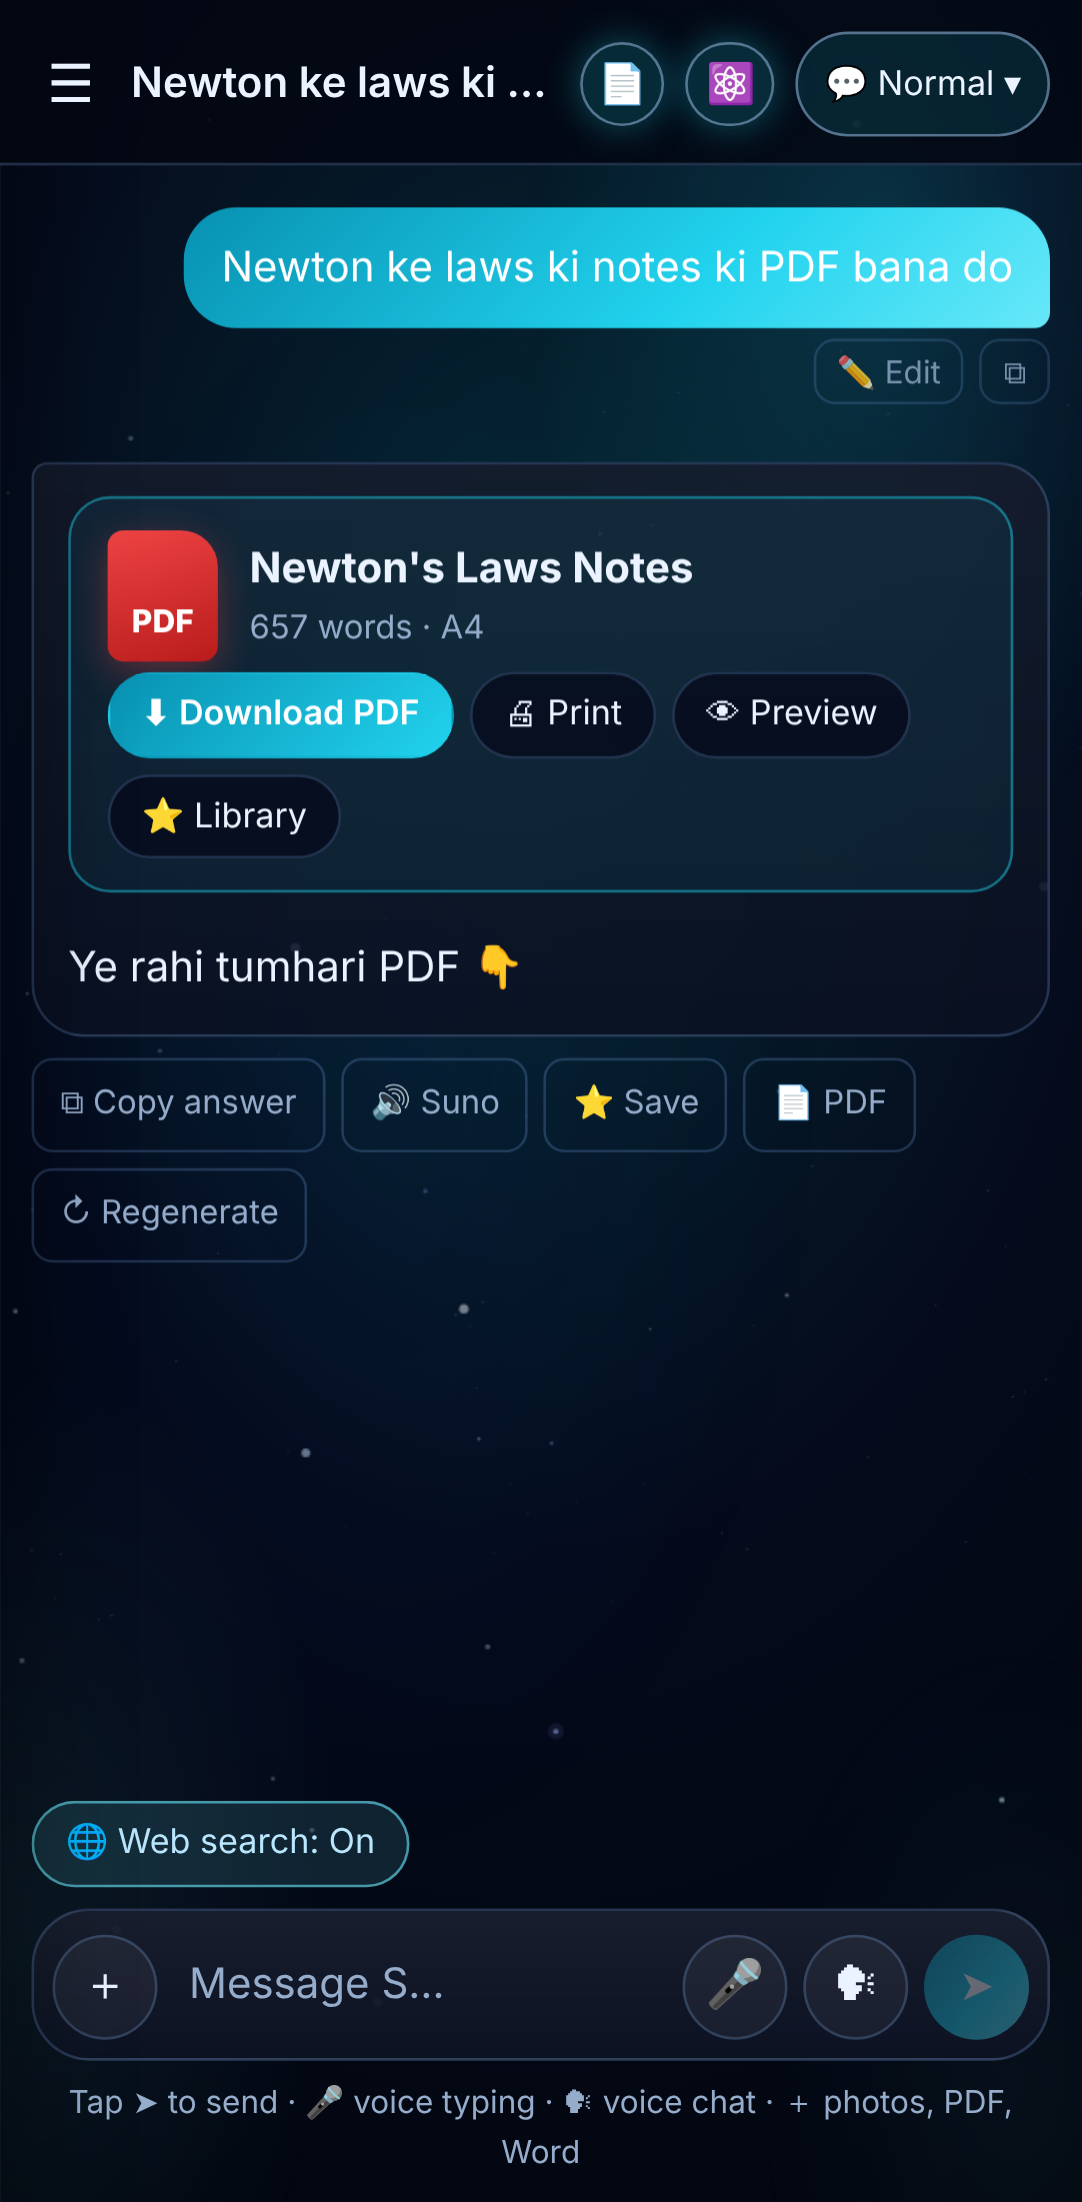 ☰ Newton ke laws ki ... 📄 ⚛️ 💬 Normal ▾
Newton ke laws ki notes ki PDF bana do
✏️ Edit ⧉
PDF
Newton's Laws Notes
657 words · A4
⬇ Download PDF 🖨 Print 👁 Preview
⭐ Library
Ye rahi tumhari PDF 👇
⧉ Copy answer 🔊 Suno ⭐ Save 📄 PDF
↻ Regenerate
🌐 Web search: On
+ Message S... 🎤 🗣 ➤
Tap ➤ to send · 🎤 voice typing · 🗣 voice chat · + photos, PDF,
Word